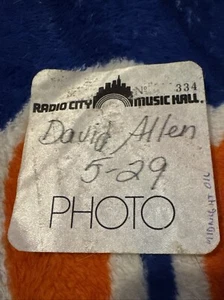 Nº 334
RADIO CITY MUSIC HALL.
David Allen
5-29
PHOTO